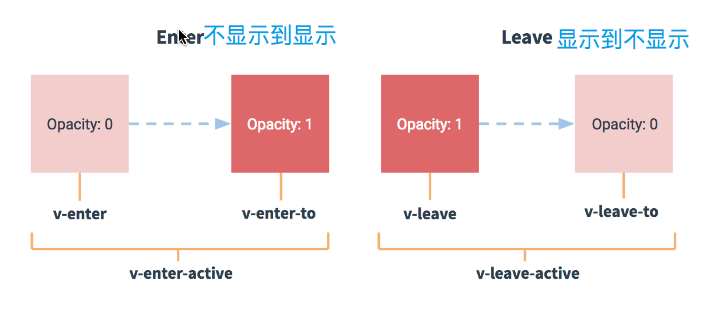 Enter不显示到显示
Leave 显示到不显示
Opacity: 0
Opacity: 1
Opacity: 1
Opacity: 0
v-enter
v-enter-to
v-leave
v-leave-to
v-enter-active
v-leave-active